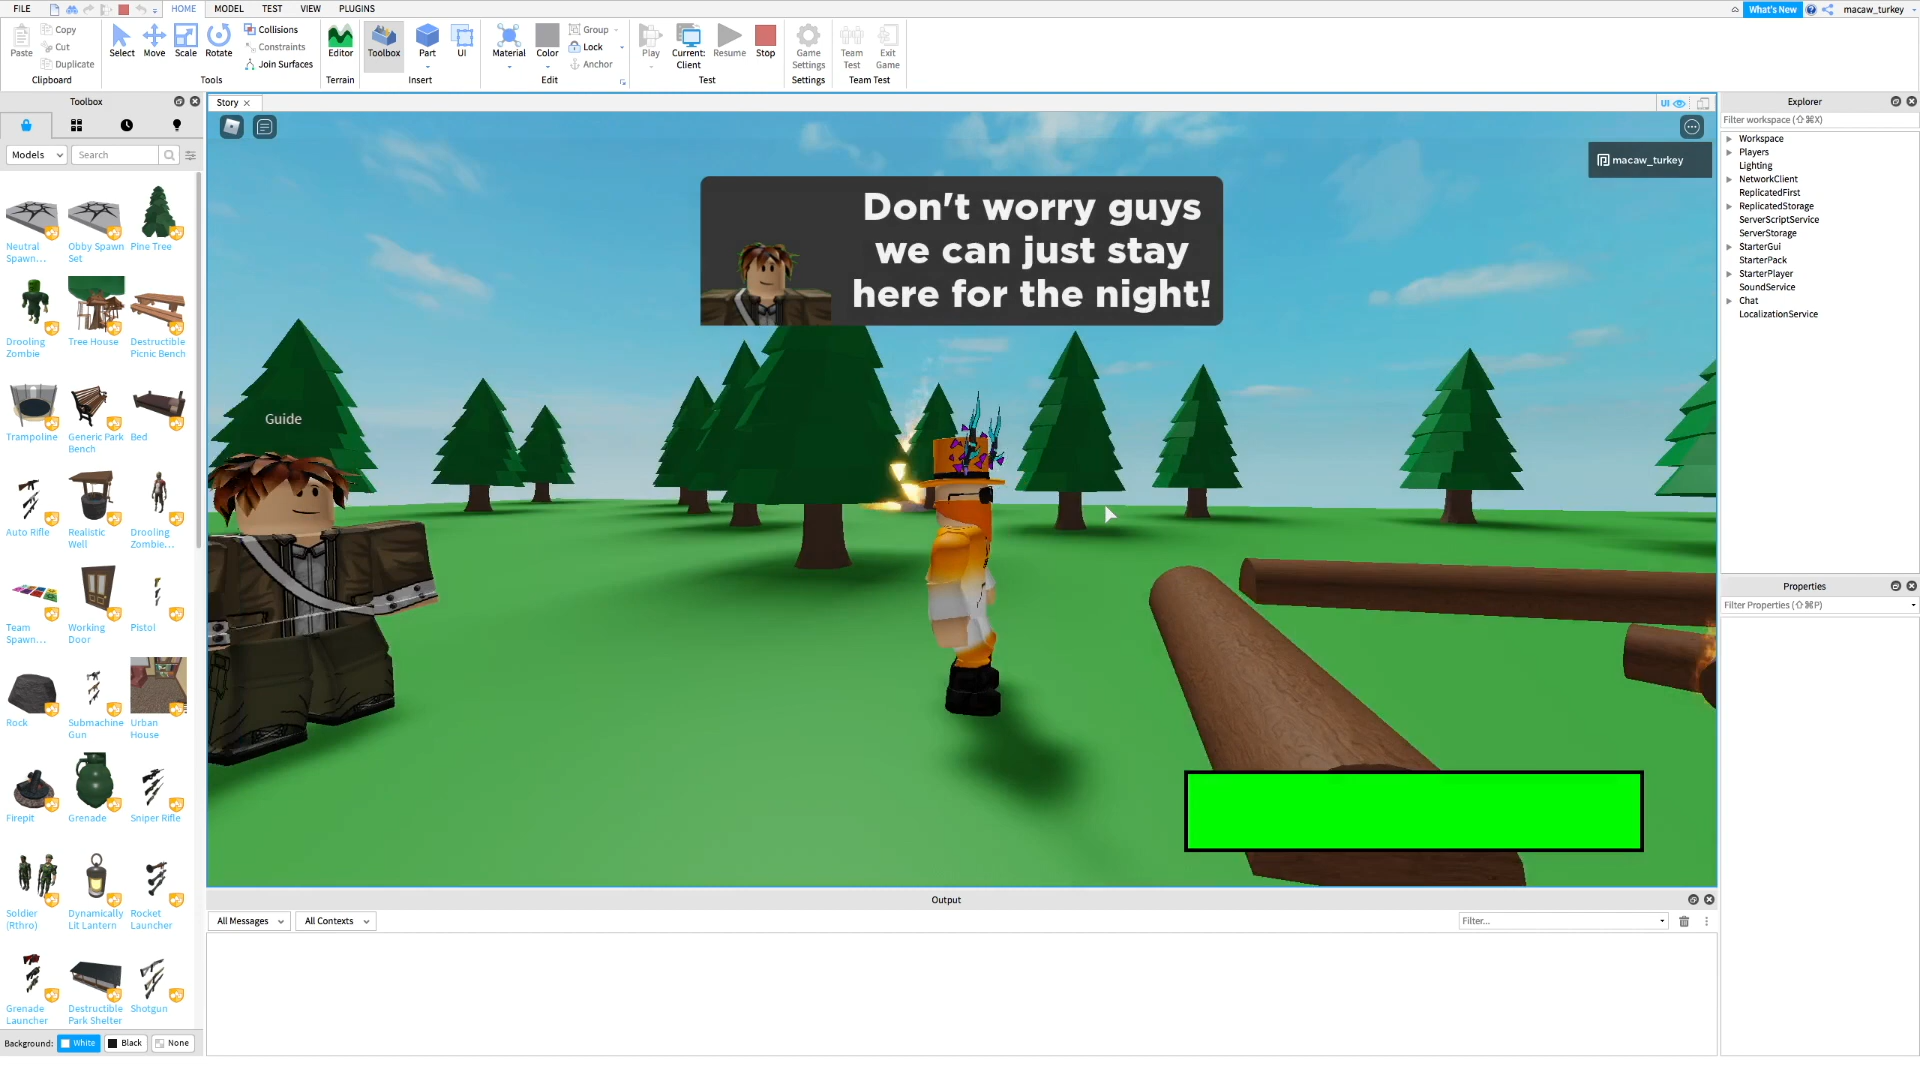 FILE
HOME
MODEL
TEST
VIEW
PLUGINS
What's New
macaw_turkey
Paste
Copy
Cut
Duplicate
Clipboard
Select
Move
Scale
Rotate
Collisions
Constraints
Join Surfaces
Tools
Editor
Terrain
Toolbox
Part
UI
Insert
Material
Color
Group
Lock
Anchor
Edit
Play
Current:
Client
Resume
Stop
Test
Game
Settings
Settings
Team
Test
Exit
Game
Team Test
Toolbox
Models
Search
Neutral
Spawn...
Obby Spawn
Set
Pine Tree
Drooling
Zombie
Tree House
Destructible
Picnic Bench
Trampoline
Generic Park
Bench
Bed
Auto Rifle
Realistic
Well
Drooling
Zombie...
Team
Spawn...
Working
Door
Pistol
Rock
Submachine
Gun
Urban
House
Firepit
Grenade
Sniper Rifle
Soldier
(Rthro)
Dynamically
Lit Lantern
Rocket
Launcher
Grenade
Launcher
Destructible
Park Shelter
Shotgun
Background:
White
Black
None
Story
UI
macaw_turkey
Don't worry guys
we can just stay
here for the night!
Guide
Output
All Messages
All Contexts
Filter...
Explorer
Filter workspace (⇧⌘X)
Workspace
Players
Lighting
NetworkClient
ReplicatedFirst
ReplicatedStorage
ServerScriptService
ServerStorage
StarterGui
StarterPack
StarterPlayer
SoundService
Chat
LocalizationService
Properties
Filter Properties (⇧⌘P)